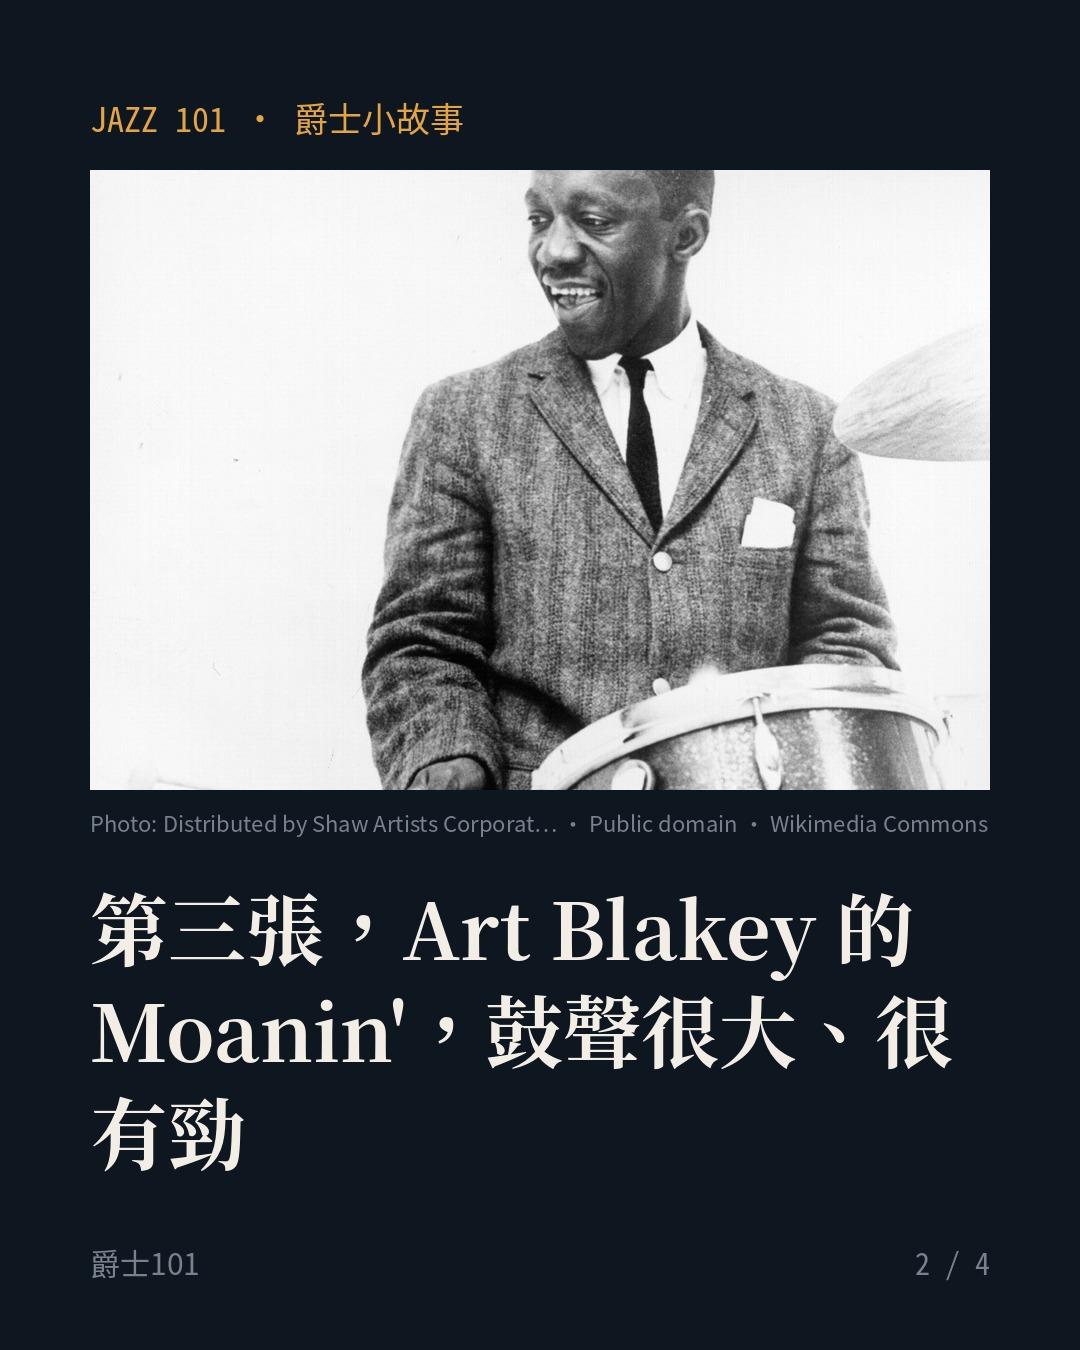 JAZZ 101 · 爵士小故事
Photo: Distributed by Shaw Artists Corporat… · Public domain · Wikimedia Commons
第三張，Art Blakey 的
Moanin'，鼓聲很大、很
有勁
爵士101
2 / 4